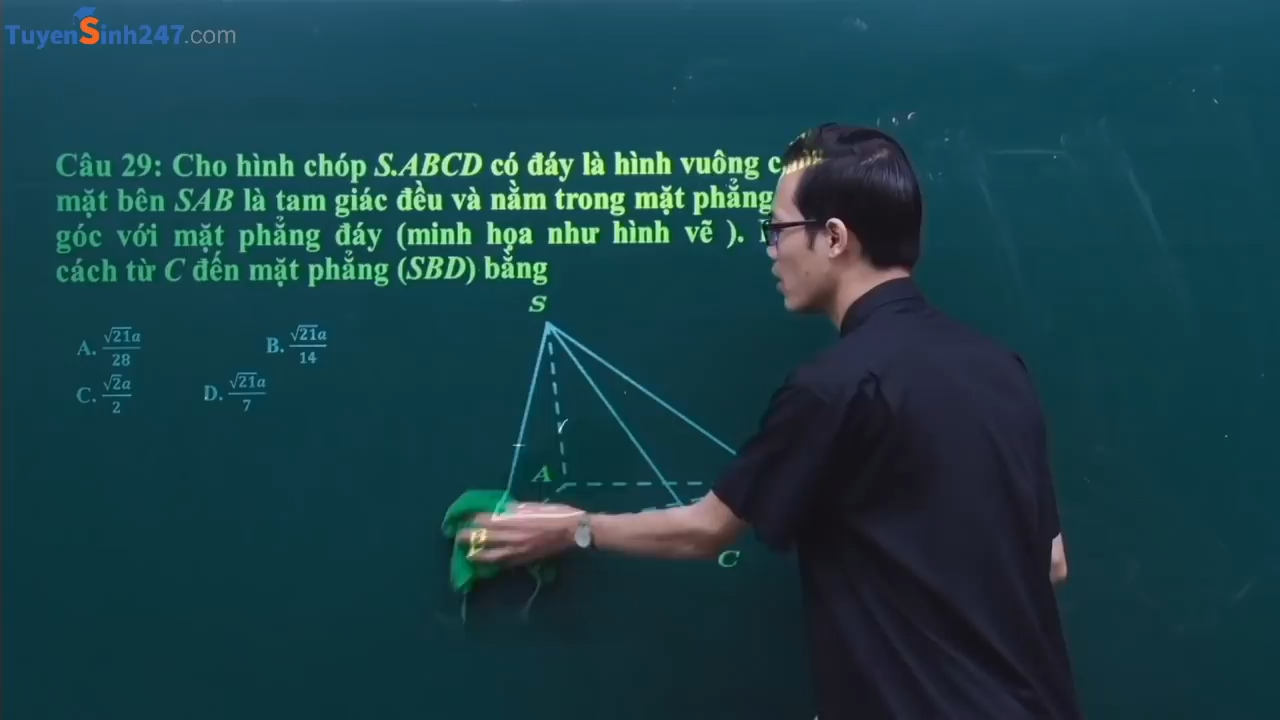 TuyenSinh247.com
Câu 29: Cho hình chóp S.ABCD có đáy là hình vuông
mặt bên SAB là tam giác đều và nằm trong mặt phẳng
góc với mặt phẳng đáy (minh họa như hình vẽ ).
cách từ C đến mặt phẳng (SBD) bằng
S
A. √21a/28 B. √21a/14
C. √2a/2 D. √21a/7
A
B
C